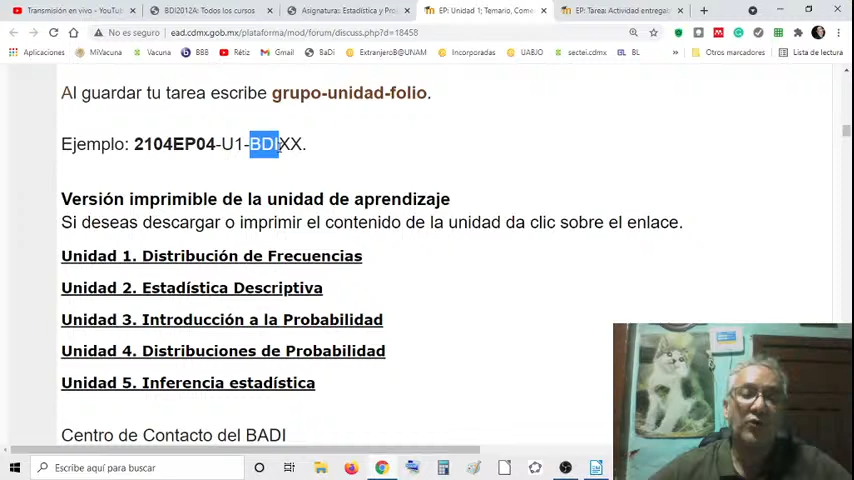 Transmisión en vivo - YouTube
BDI2012A: Todos los cursos
Asignatura: Estadística y Pro
EP: Unidad 1; Temario, Come
EP: Tarea: Actividad entregal
No es seguro | ead.cdmx.gob.mx/plataforma/mod/forum/discuss.php?d=18458
Aplicaciones MiVacuna Vacuna BBB Rétiz Gmail BADI ExtranjeroB@UNAM Incorporadas UABJO sectei.cdmx BL Otros marcadores Lista de lectura
Al guardar tu tarea escribe grupo-unidad-folio.
Ejemplo: 2104EP04-U1-BDIXX.
Versión imprimible de la unidad de aprendizaje
Si deseas descargar o imprimir el contenido de la unidad da clic sobre el enlace.
Unidad 1. Distribución de Frecuencias
Unidad 2. Estadística Descriptiva
Unidad 3. Introducción a la Probabilidad
Unidad 4. Distribuciones de Probabilidad
Unidad 5. Inferencia estadística
Centro de Contacto del BADI
Escribe aquí para buscar